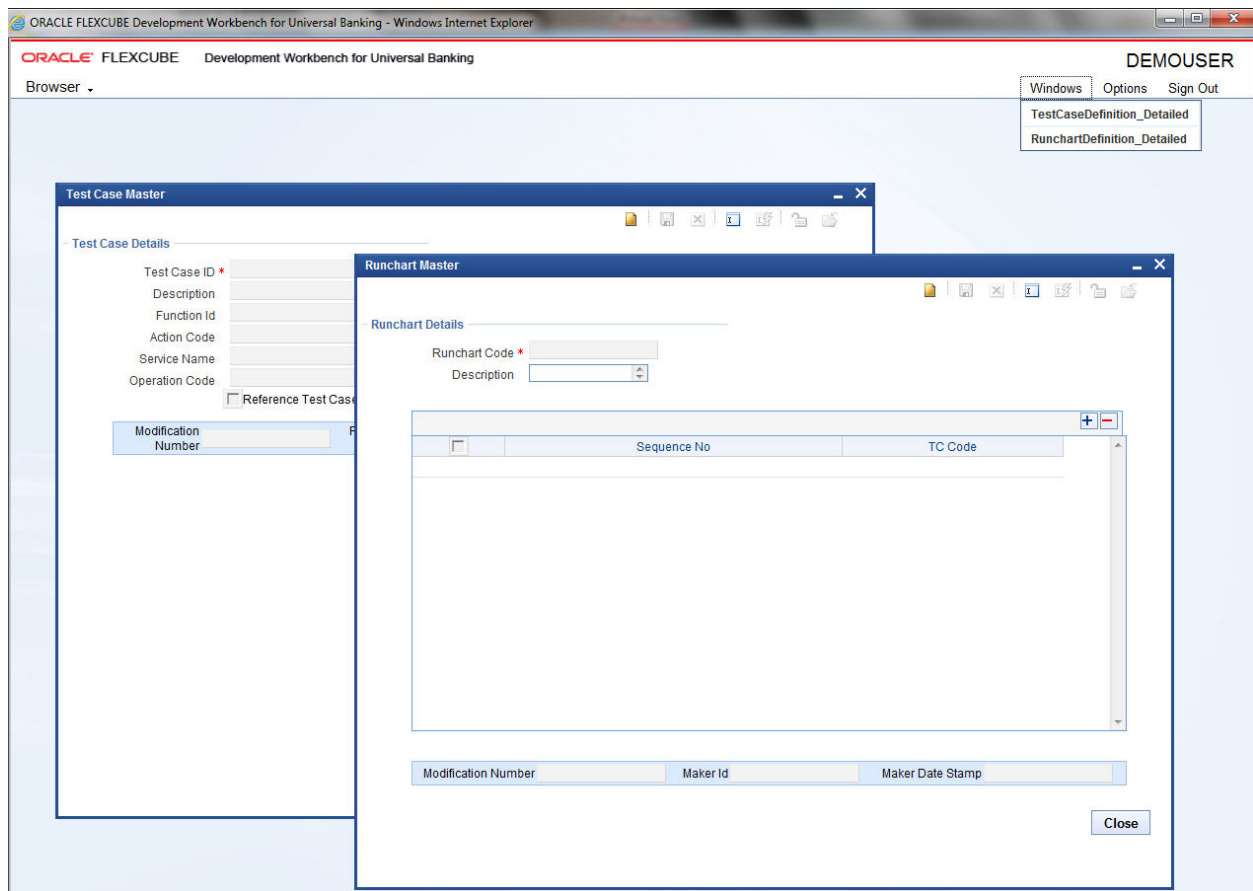 ORACLE FLEXCUBE Development Workbench for Universal Banking - Windows Internet Explorer
ORACLE FLEXCUBE Development Workbench for Universal Banking
DEMOUSER
Browser
Windows Options Sign Out
TestCaseDefinition_Detailed
RunchartDefinition_Detailed
Test Case Master
Test Case Details
Test Case ID *
Description
Function Id
Action Code
Service Name
Operation Code
Reference Test Case
Modification
Number
Runchart Master
Runchart Details
Runchart Code *
Description
Sequence No TC Code
Modification Number Maker Id Maker Date Stamp
Close